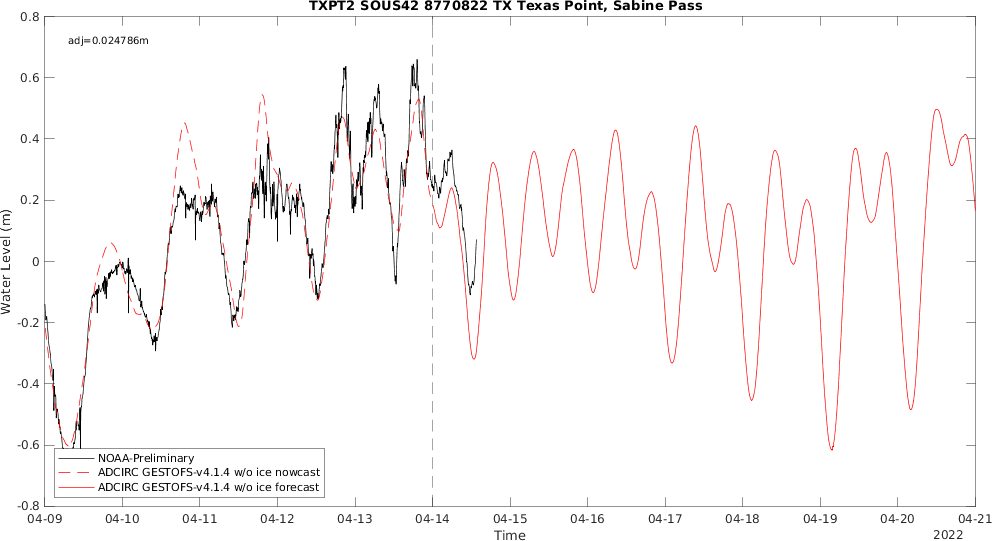 TXPT2 SOUS42 8770822 TX Texas Point, Sabine Pass
adj=0.024786m
0.8
0.6
0.4
0.2
0
-0.2
-0.4
-0.6
-0.8
Water Level (m)
NOAA-Preliminary
ADCIRC GESTOFS-v4.1.4 w/o ice nowcast
ADCIRC GESTOFS-v4.1.4 w/o ice forecast
04-09 04-10 04-11 04-12 04-13 04-14 04-15 04-16 04-17 04-18 04-19 04-20 04-21
Time
2022